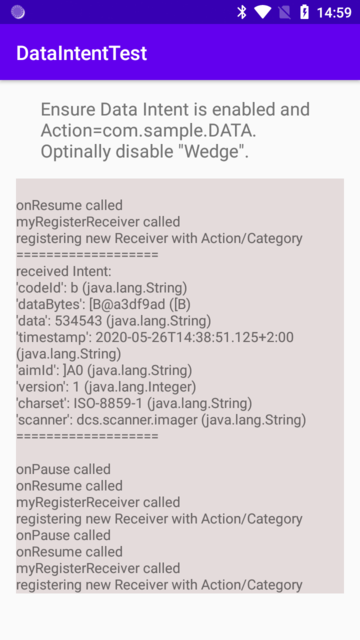 14:59
DataIntentTest
Ensure Data Intent is enabled and
Action=com.sample.DATA.
Optinally disable "Wedge".
onResume called
myRegisterReceiver called
registering new Receiver with Action/Category
===================
received Intent:
'codeId': b (java.lang.String)
'dataBytes': [B@a3df9ad ([B)
'data': 534543 (java.lang.String)
'timestamp': 2020-05-26T14:38:51.125+2:00
(java.lang.String)
'aimId': ]A0 (java.lang.String)
'version': 1 (java.lang.Integer)
'charset': ISO-8859-1 (java.lang.String)
'scanner': dcs.scanner.imager (java.lang.String)
===================
onPause called
onResume called
myRegisterReceiver called
registering new Receiver with Action/Category
onPause called
onResume called
myRegisterReceiver called
registering new Receiver with Action/Category